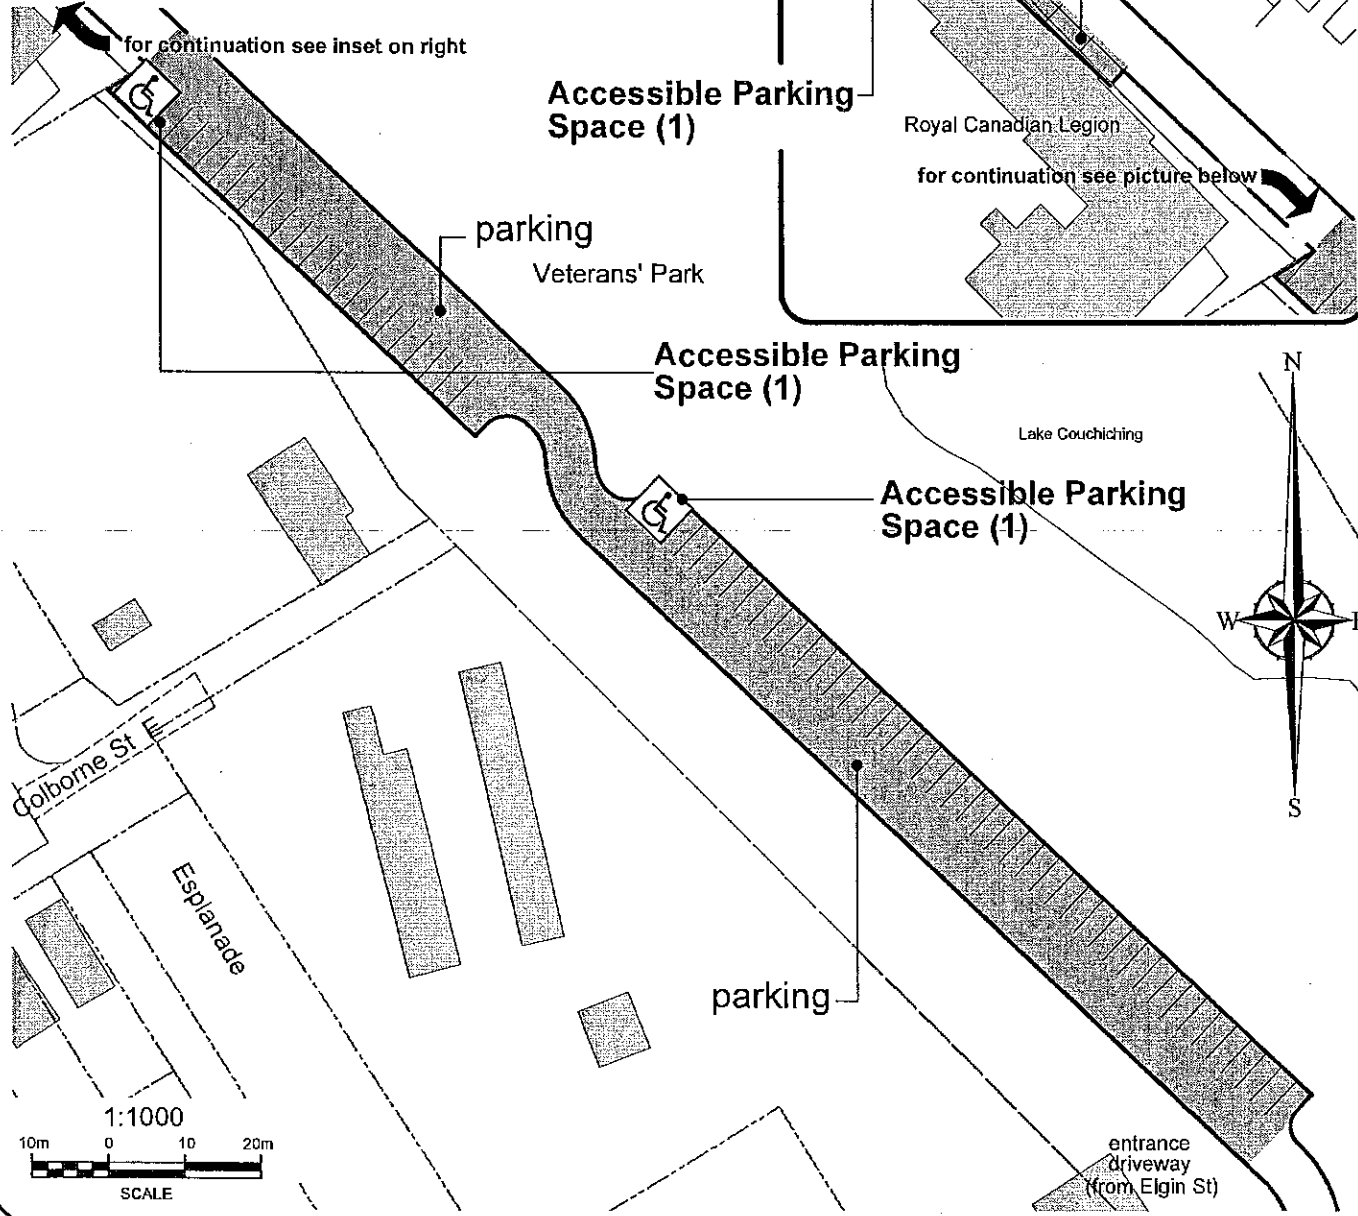 for continuation see inset on right
Accessible Parking
Space (1)
Royal Canadian Legion
for continuation see picture below
parking
Veterans' Park
Accessible Parking
Space (1)
N
Lake Couchiching
Accessible Parking
Space (1)
W
S
Colborne St E
Esplanade
parking
1:1000
10m 0 10 20m
SCALE
entrance
driveway
(from Elgin St)